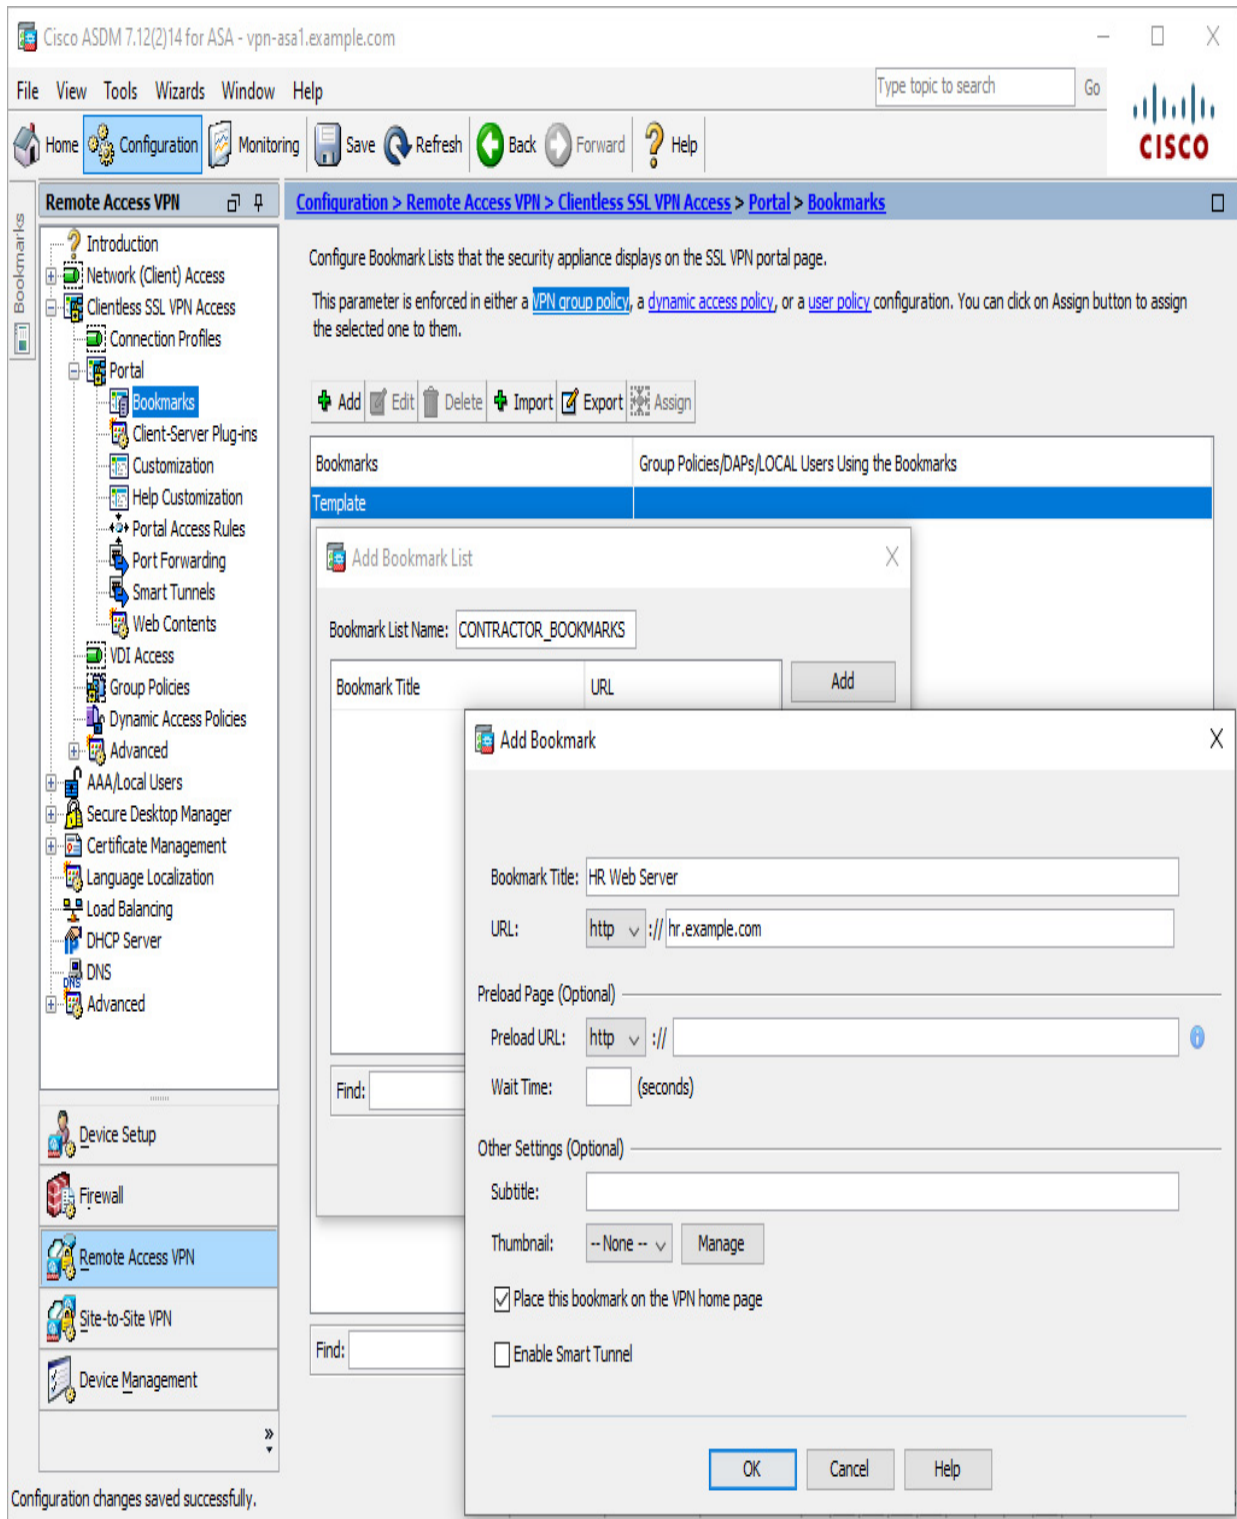 Cisco ASDM 7.12(2)14 for ASA - vpn-asa1.example.com
File View Tools Wizards Window Help
Type topic to search Go
Home Configuration Monitoring Save Refresh Back Forward Help
CISCO
Bookmarks
Remote Access VPN
Introduction
Network (Client) Access
Clientless SSL VPN Access
Connection Profiles
Portal
Bookmarks
Client-Server Plug-ins
Customization
Help Customization
Portal Access Rules
Port Forwarding
Smart Tunnels
Web Contents
VDI Access
Group Policies
Dynamic Access Policies
Advanced
AAA/Local Users
Secure Desktop Manager
Certificate Management
Language Localization
Load Balancing
DHCP Server
DNS
DNS
Advanced
Device Setup
Firewall
Remote Access VPN
Site-to-Site VPN
Device Management
Configuration > Remote Access VPN > Clientless SSL VPN Access > Portal > Bookmarks
Configure Bookmark Lists that the security appliance displays on the SSL VPN portal page.
This parameter is enforced in either a VPN group policy, a dynamic access policy, or a user policy configuration. You can click on Assign button to assign
the selected one to them.
Add Edit Delete Import Export Assign
Bookmarks Group Policies/DAPs/LOCAL Users Using the Bookmarks
Template
Add Bookmark List
Bookmark List Name: CONTRACTOR_BOOKMARKS
Bookmark Title URL Add
Find:
Find:
Add Bookmark
Bookmark Title: HR Web Server
URL: http :// hr.example.com
Preload Page (Optional)
Preload URL: http ://
Wait Time: (seconds)
Other Settings (Optional)
Subtitle:
Thumbnail: -- None -- Manage
Place this bookmark on the VPN home page
Enable Smart Tunnel
OK Cancel Help
Configuration changes saved successfully.